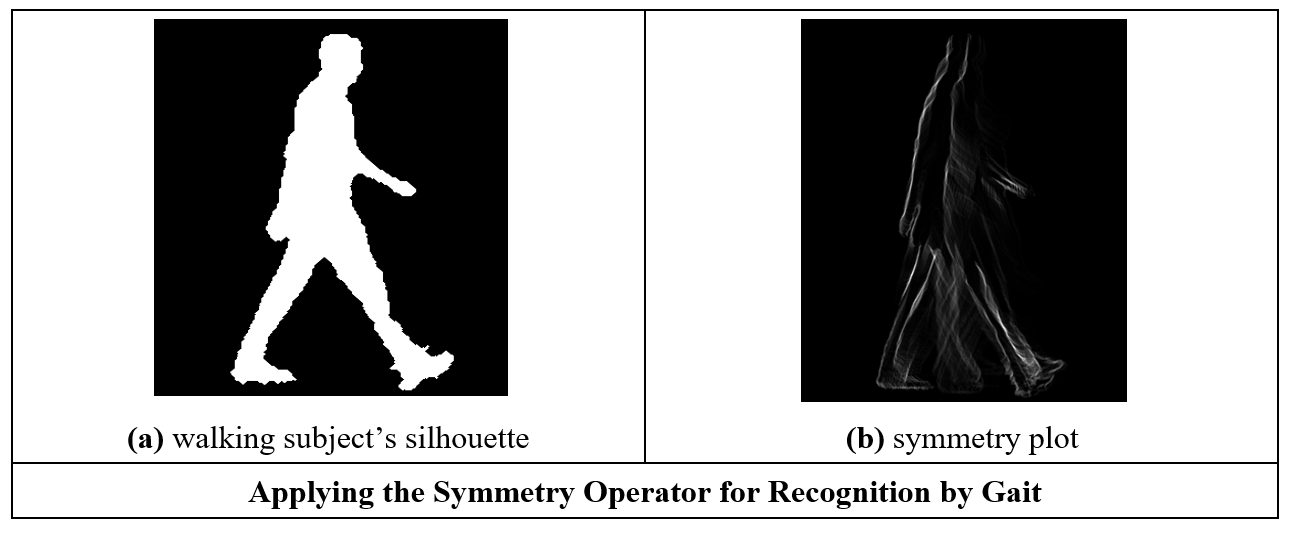 (a) walking subject’s silhouette
(b) symmetry plot
Applying the Symmetry Operator for Recognition by Gait